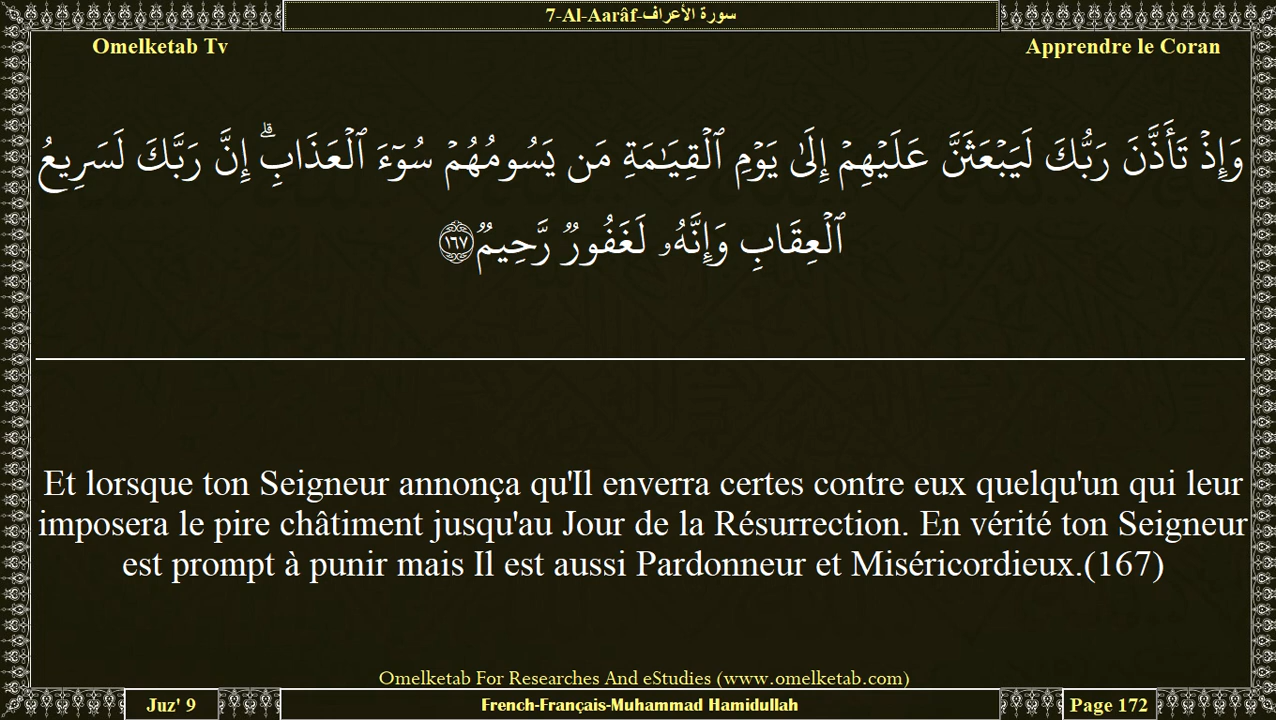 7-Al-Aarâf-سورة الأعراف
Omelketab Tv
Apprendre le Coran
وَإِذۡ تَأَذَّنَ رَبُّكَ لَيَبۡعَثَنَّ عَلَيۡهِمۡ إِلَىٰ يَوۡمِ ٱلۡقِيَٰمَةِ مَن يَسُومُهُمۡ سُوٓءَ ٱلۡعَذَابِۗ إِنَّ رَبَّكَ لَسَرِيعُ
ٱلۡعِقَابِ وَإِنَّهُۥ لَغَفُورٞ رَّحِيمٞ ١٦٧
Et lorsque ton Seigneur annonça qu'Il enverra certes contre eux quelqu'un qui leur
imposera le pire châtiment jusqu'au Jour de la Résurrection. En vérité ton Seigneur
est prompt à punir mais Il est aussi Pardonneur et Miséricordieux.(167)
Omelketab For Researches And eStudies (www.omelketab.com)
Juz' 9
French-Français-Muhammad Hamidullah
Page 172